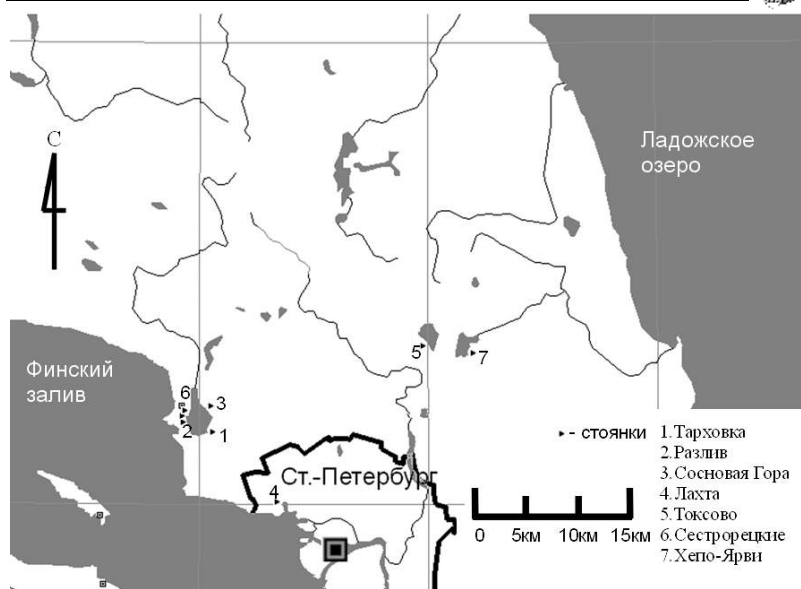 С
Ладожское
озеро
Финский
залив
5
7
6
3
2
1
Ст.-Петербург
4
- стоянки
1.Тарховка
2.Разлив
3.Сосновая Гора
4.Лахта
5.Токсово
6.Сестрорецкие
7.Хепо-Ярви
0 5км 10км 15км